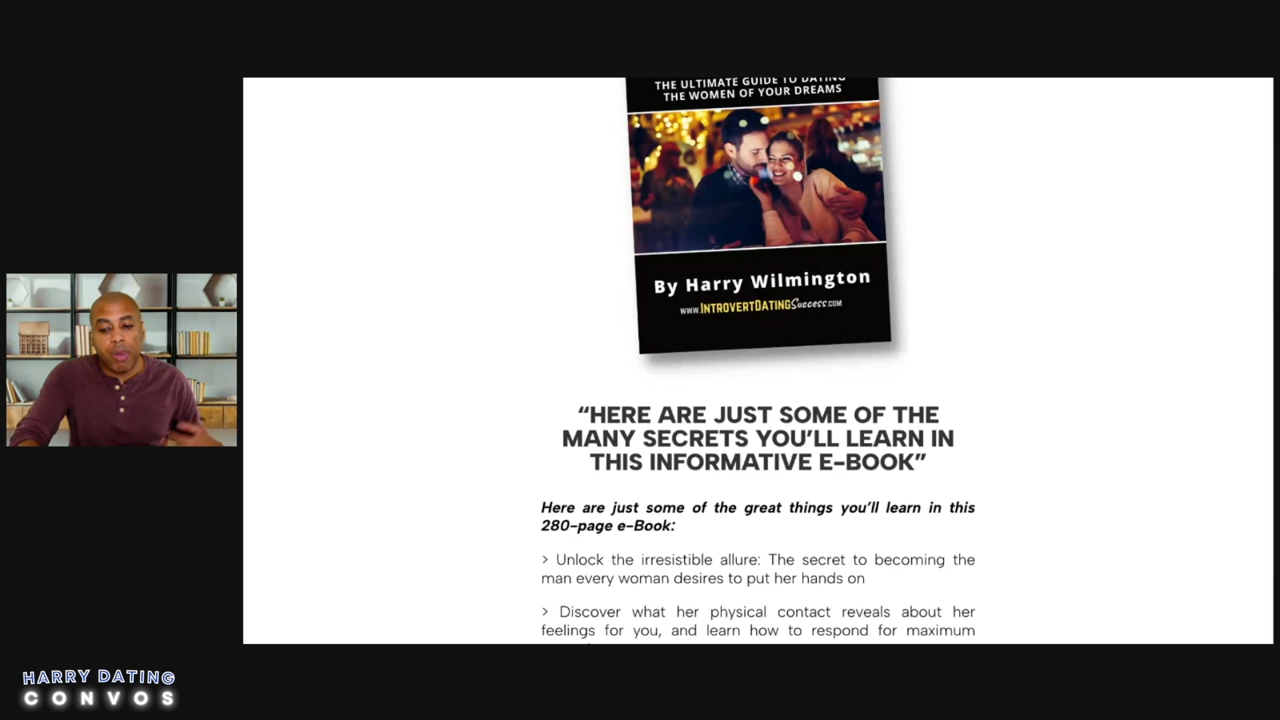 THE ULTIMATE GUIDE TO DATING
THE WOMEN OF YOUR DREAMS
By Harry Wilmington
WWW.INTROVERTDATINGSuccess.COM
“HERE ARE JUST SOME OF THE
MANY SECRETS YOU’LL LEARN IN
THIS INFORMATIVE E-BOOK”
Here are just some of the great things you’ll learn in this
280-page e-Book:
> Unlock the irresistible allure: The secret to becoming the
man every woman desires to put her hands on
> Discover what her physical contact reveals about her
feelings for you, and learn how to respond for maximum
HARRY DATING
CONVOS